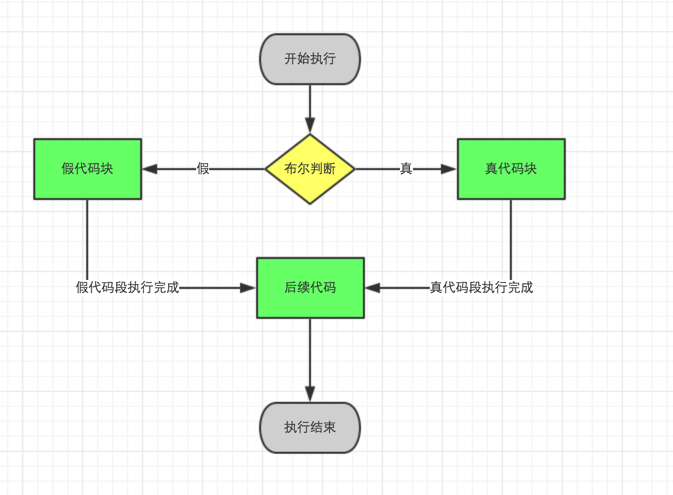 开始执行
假代码块
假
布尔判断
真
真代码块
假代码段执行完成
后续代码
真代码段执行完成
执行结束